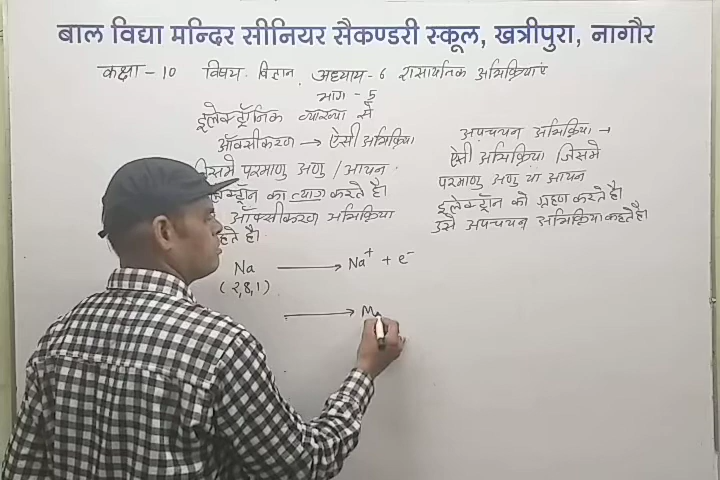 बाल विद्या मन्दिर सीनियर सैकण्डरी स्कूल, खत्रीपुरा, नागौर
कक्षा - 10 विषय - विज्ञान, अध्याय - 6 रासायनिक अभिक्रियाएं
भाग - 5
इलेक्ट्रॉनिक व्याख्या से
ऑक्सीकरण → ऐसी अभिक्रिया
जिसमें परमाणु अणु / आयन
इलेक्ट्रॉन का त्याग करते है।
ऑक्सीकरण अभिक्रिया
कहते है।
Na → Na⁺ + e⁻
(2,8,1)
→ M
अपचयन अभिक्रिया →
ऐसी अभिक्रिया जिसमे
परमाणु अणु या आयन
इलेक्ट्रॉन को ग्रहण करते है।
उसे अपचयन अभिक्रिया कहते है।